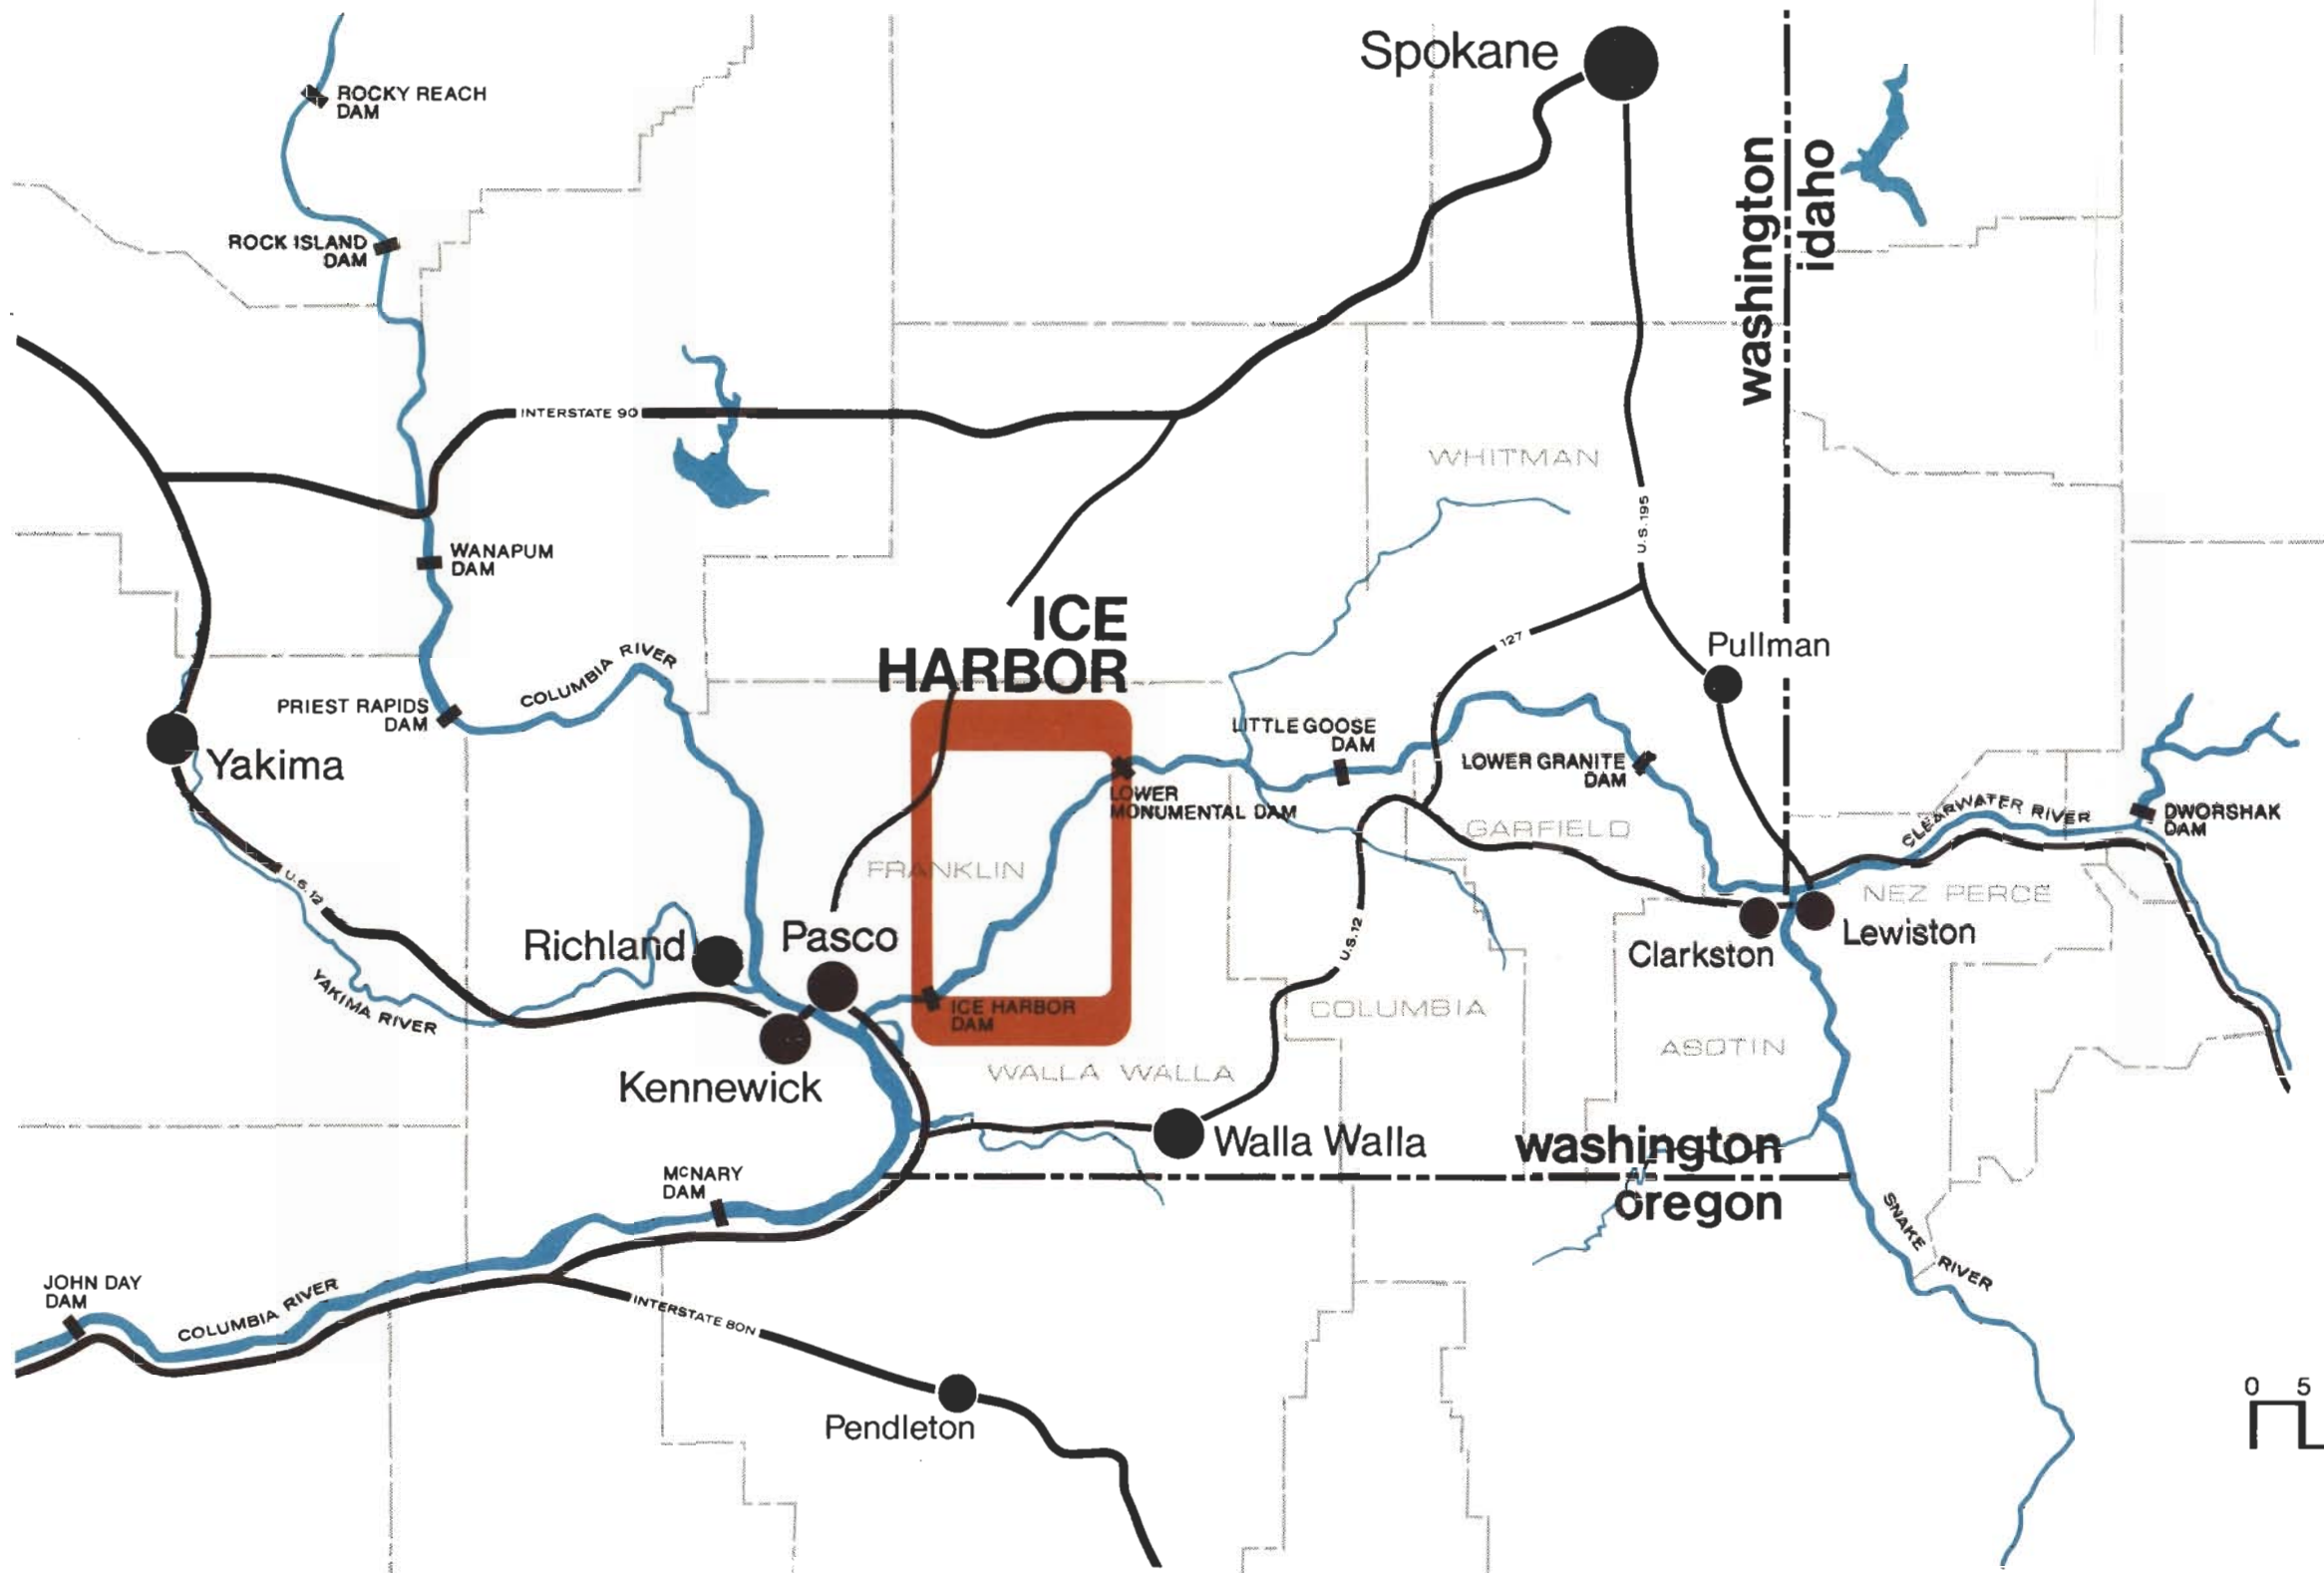 Spokane
ROCKY REACH
DAM
washington
idaho
ROCK ISLAND
DAM
INTERSTATE 90
WHITMAN
U.S. 195
WANAPUM
DAM
ICE
HARBOR
127
Pullman
COLUMBIA RIVER
PRIEST RAPIDS
DAM
LITTLE GOOSE
DAM
LOWER GRANITE
DAM
Yakima
LOWER
MONUMENTAL DAM
CLEARWATER RIVER
DWORSHAK
DAM
GARFIELD
FRANKLIN
U.S. 12
NEZ PERCE
Richland
Pasco
U.S. 12
Clarkston
Lewiston
YAKIMA RIVER
ICE HARBOR
DAM
COLUMBIA
ASOTIN
WALLA WALLA
Kennewick
Walla Walla
washington
oregon
MCNARY
DAM
SNAKE RIVER
JOHN DAY
DAM
COLUMBIA RIVER
INTERSTATE 80N
Pendleton
0 5